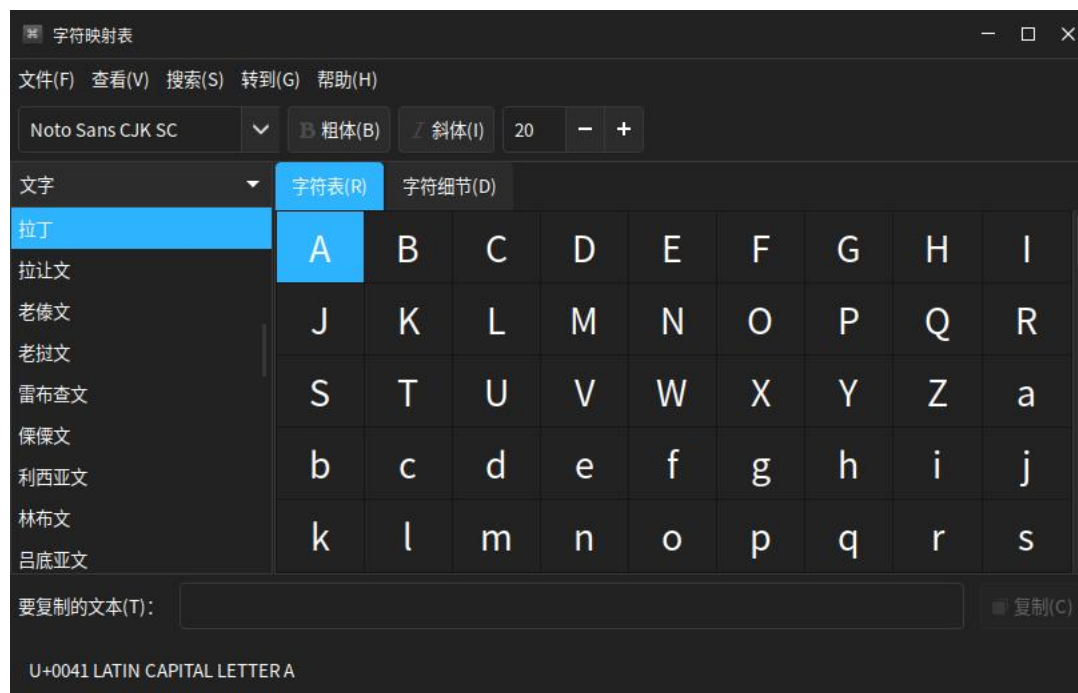 字符映射表
文件(F) 查看(V) 搜索(S) 转到(G) 帮助(H)
Noto Sans CJK SC B 粗体(B) I 斜体(I) 20 − +
文字 字符表(R) 字符细节(D)
拉丁
拉让文
老傣文
老挝文
雷布查文
傈僳文
利西亚文
林布文
吕底亚文
A B C D E F G H I
J K L M N O P Q R
S T U V W X Y Z a
b c d e f g h i j
k l m n o p q r s
要复制的文本(T): 复制(C)
U+0041 LATIN CAPITAL LETTER A